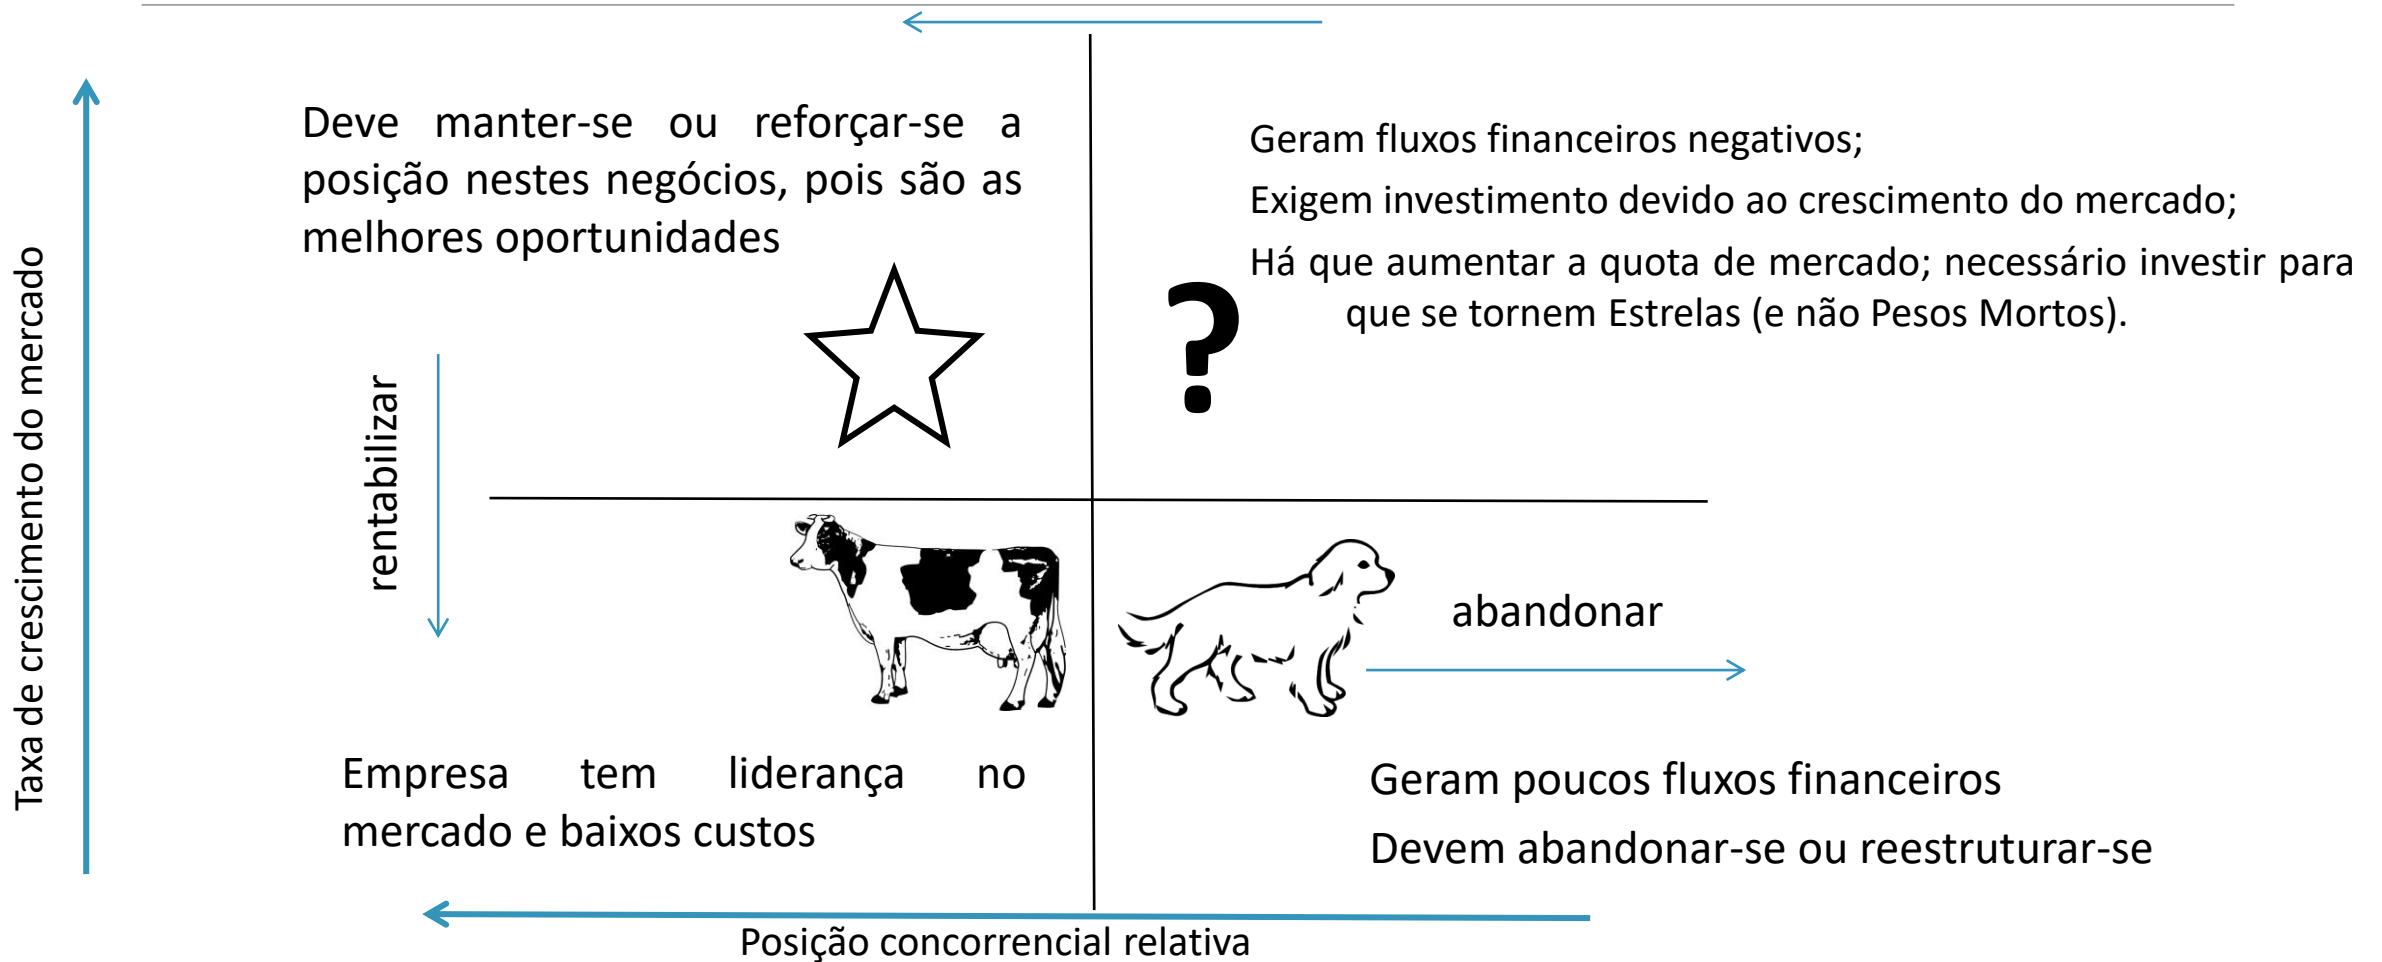 Deve manter-se ou reforçar-se a
posição nestes negócios, pois são as
melhores oportunidades
Geram fluxos financeiros negativos;
Exigem investimento devido ao crescimento do mercado;
Há que aumentar a quota de mercado; necessário investir para
que se tornem Estrelas (e não Pesos Mortos).
?
Taxa de crescimento do mercado
rentabilizar
abandonar
Empresa tem liderança no
mercado e baixos custos
Geram poucos fluxos financeiros
Devem abandonar-se ou reestruturar-se
Posição concorrencial relativa